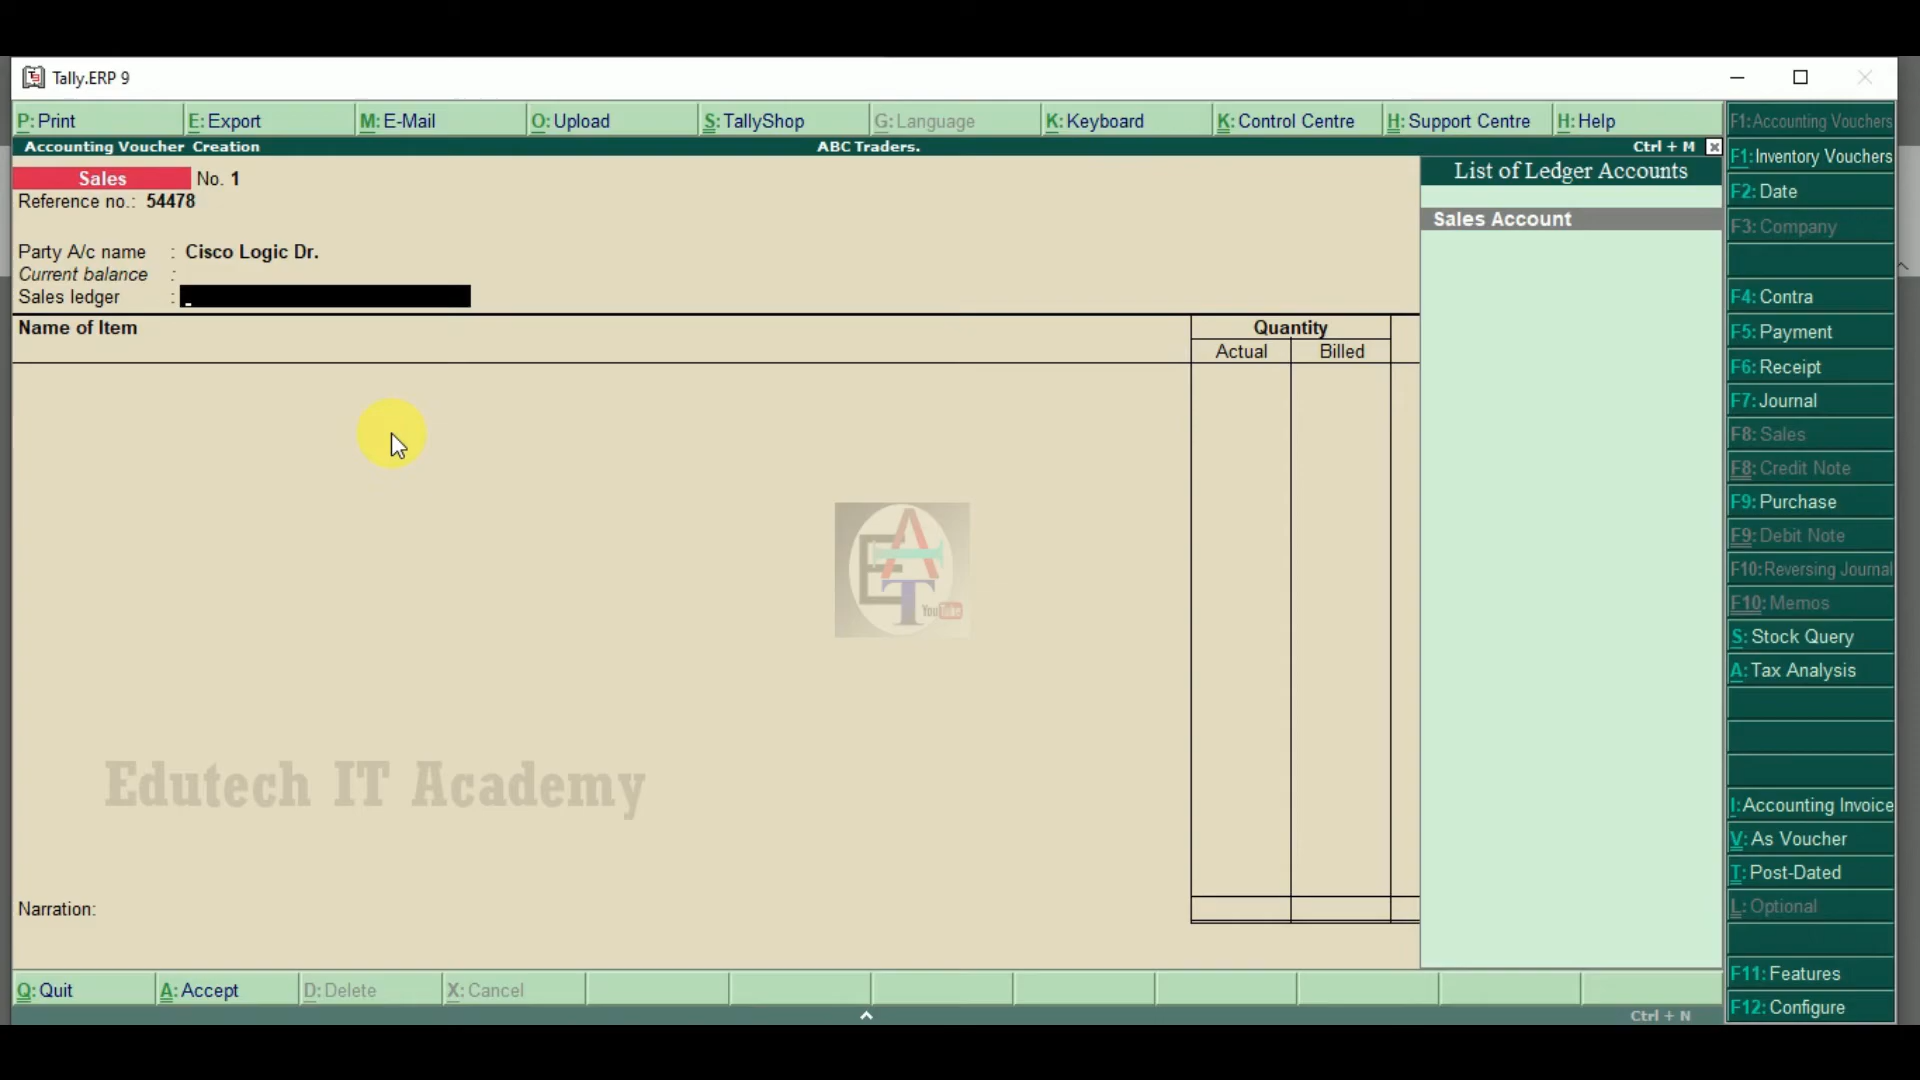 Tally.ERP 9
P: Print
E: Export
M: E-Mail
O: Upload
S: TallyShop
G: Language
K: Keyboard
K: Control Centre
H: Support Centre
H: Help
Accounting Voucher Creation
ABC Traders.
Ctrl + M
Sales No. 1
Reference no.: 54478
Party A/c name : Cisco Logic Dr.
Current balance :
Sales ledger :
Name of Item
Quantity
Actual Billed
List of Ledger Accounts
Sales Account
EAT
YouTube
Edutech IT Academy
Narration:
F1: Accounting Vouchers
F1: Inventory Vouchers
F2: Date
F3: Company
F4: Contra
F5: Payment
F6: Receipt
F7: Journal
F8: Sales
F8: Credit Note
F9: Purchase
F9: Debit Note
F10: Reversing Journal
F10: Memos
S: Stock Query
A: Tax Analysis
I: Accounting Invoice
V: As Voucher
T: Post-Dated
L: Optional
F11: Features
F12: Configure
Q: Quit
A: Accept
D: Delete
X: Cancel
Ctrl + N